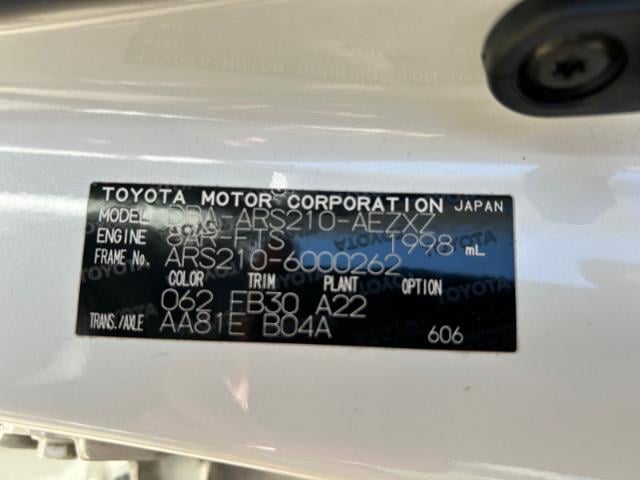 TOYOTA MOTOR CORPORATION JAPAN
MODEL DBA-ARS210-AEZXZ
ENGINE 8AR-FTS 1998 mL
FRAME No. ARS210-6000262
COLOR TRIM PLANT OPTION
062 FB30 A22
TRANS./AXLE AA81E B04A 606